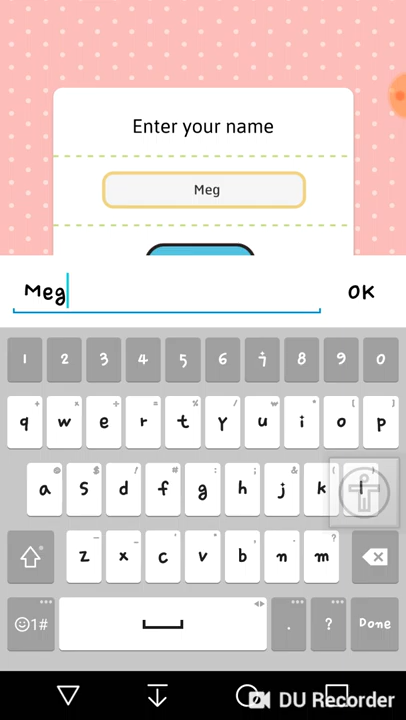 Enter your name
Meg
Meg OK
1 2 3 4 5 6 7 8 9 0
q w e r t y u i o p
a s d f g h j k l
z x c v b n m
☺1# . ? Done
DU Recorder